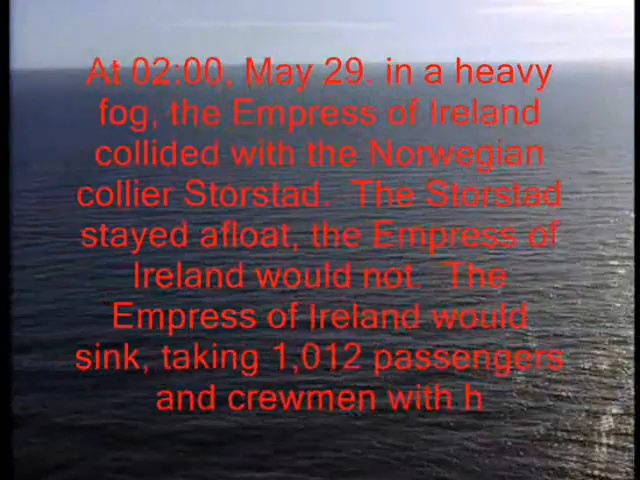 At 02:00, May 29. in a heavy
fog, the Empress of Ireland
collided with the Norwegian
collier Storstad.  The Storstad
stayed afloat, the Empress of
Ireland would not.  The
Empress of Ireland would
sink, taking 1,012 passengers
and crewmen with h